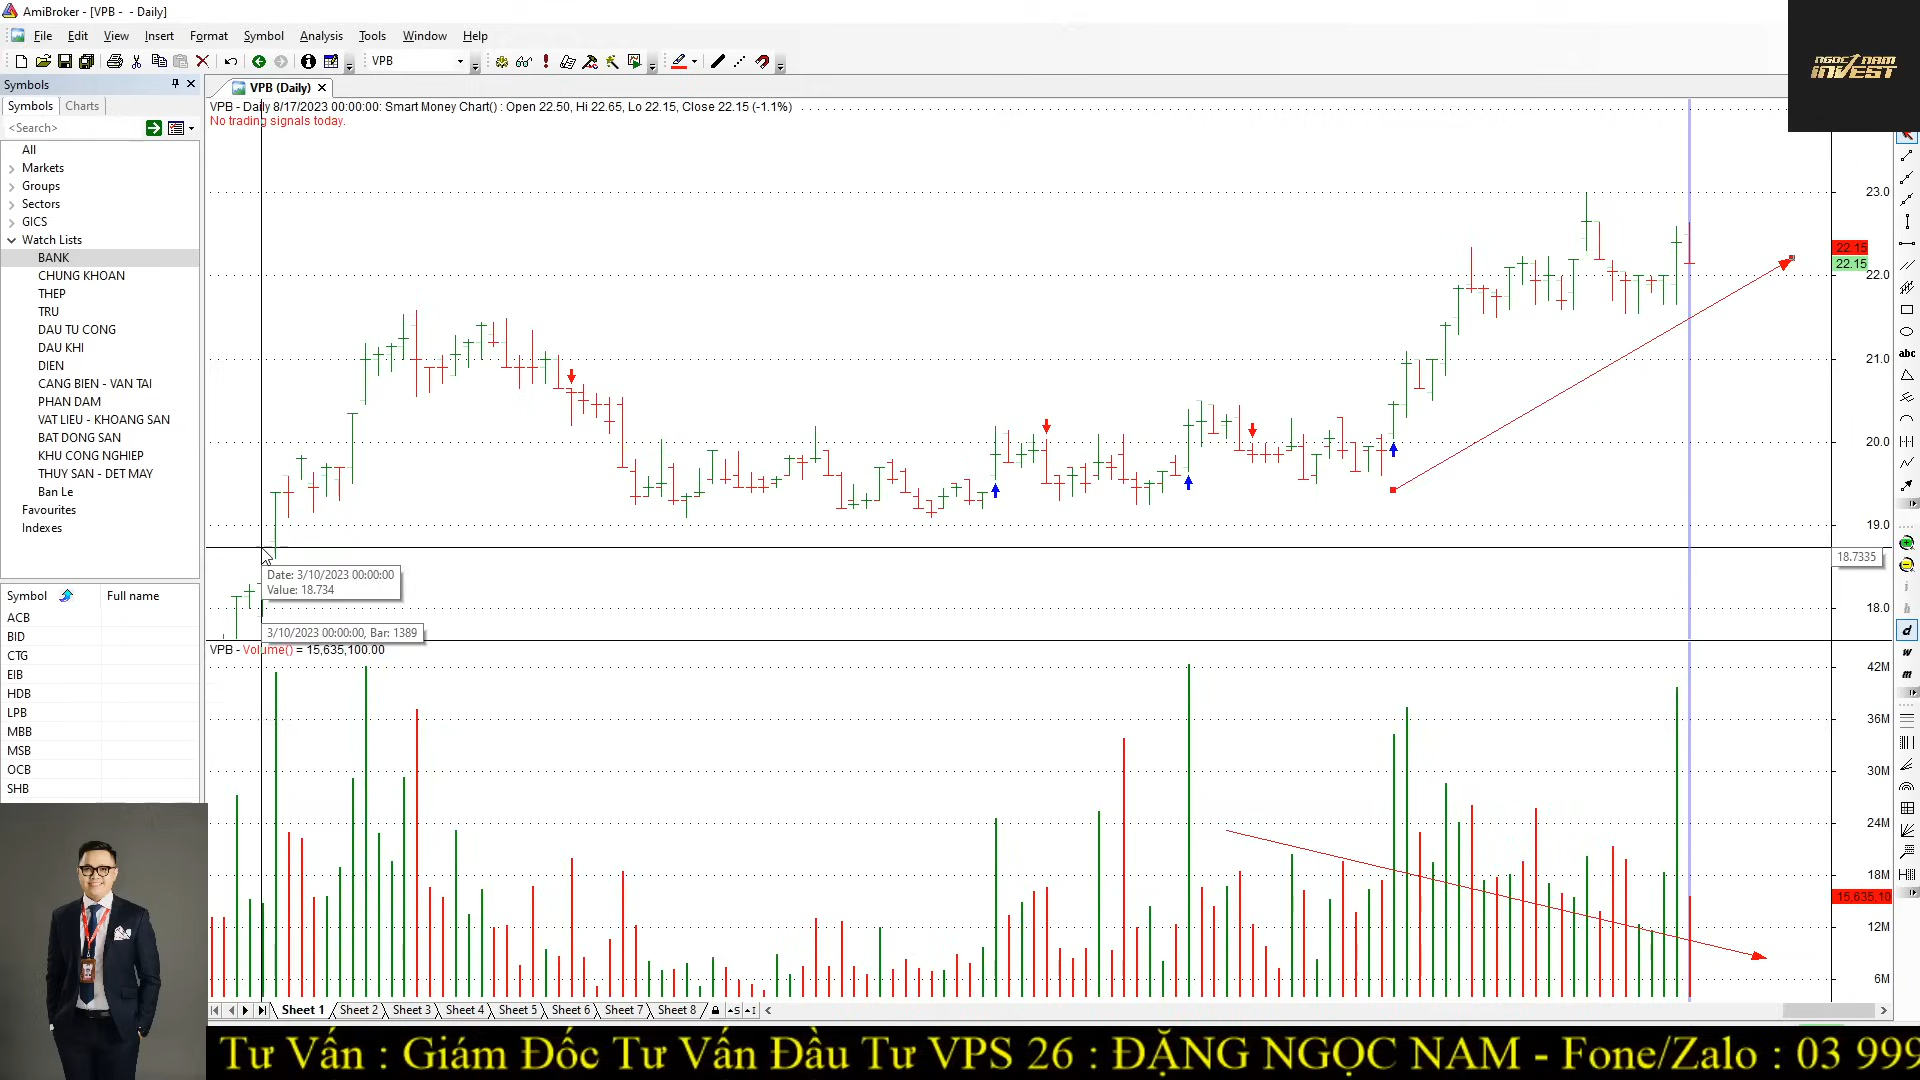 AmiBroker - [VPB - - Daily]
File Edit View Insert Format Symbol Analysis Tools Window Help
VPB
NGỌC NAM
INVEST
Symbols
VPB (Daily)
Symbols Charts
VPB - Daily 8/17/2023 00:00:00: Smart Money Chart() : Open 22.50, Hi 22.65, Lo 22.15, Close 22.15 (-1.1%)
No trading signals today.
<Search>
All
Markets
Groups
Sectors
GICS
Watch Lists
BANK
CHUNG KHOAN
THEP
TRU
DAU TU CONG
DAU KHI
DIEN
CANG BIEN - VAN TAI
PHAN DAM
VAT LIEU - KHOANG SAN
BAT DONG SAN
KHU CONG NGHIEP
THUY SAN - DET MAY
Ban Le
Favourites
Indexes
23.0
22.15
22.15
22.0
21.0
20.0
19.0
18.7335
18.0
abc
d
w
m
Date: 3/10/2023 00:00:00
Value: 18.734
3/10/2023 00:00:00, Bar: 1389
Symbol Full name
ACB
BID
CTG
EIB
HDB
LPB
MBB
MSB
OCB
SHB
VPB - Volume() = 15,635,100.00
42M
36M
30M
24M
18M
15,635,10
12M
6M
Sheet 1 Sheet 2 Sheet 3 Sheet 4 Sheet 5 Sheet 6 Sheet 7 Sheet 8
Tư Vấn : Giám Đốc Tư Vấn Đầu Tư VPS 26 : ĐẶNG NGỌC NAM - Fone/Zalo : 03 999